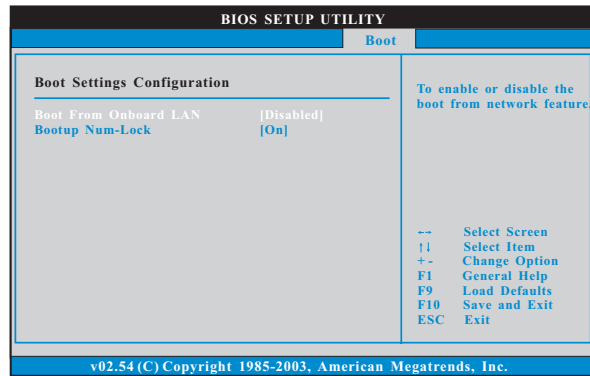 BIOS SETUP UTILITY
Boot
Boot Settings Configuration
Boot From Onboard LAN [Disabled]
Bootup Num-Lock [On]
To enable or disable the
boot from network feature.
←→ Select Screen
↑↓ Select Item
+ - Change Option
F1 General Help
F9 Load Defaults
F10 Save and Exit
ESC Exit
v02.54 (C) Copyright 1985-2003, American Megatrends, Inc.